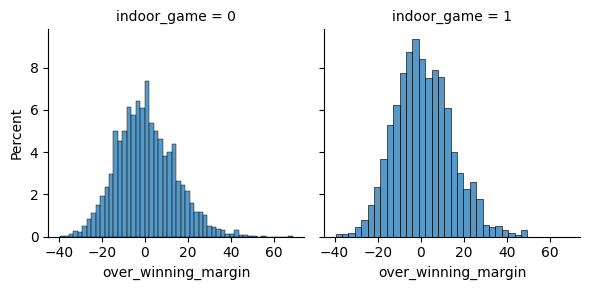 indoor_game = 0
indoor_game = 1
Percent
8
6
4
2
0
−40 −20 0 20 40 60
−40 −20 0 20 40 60
over_winning_margin
over_winning_margin